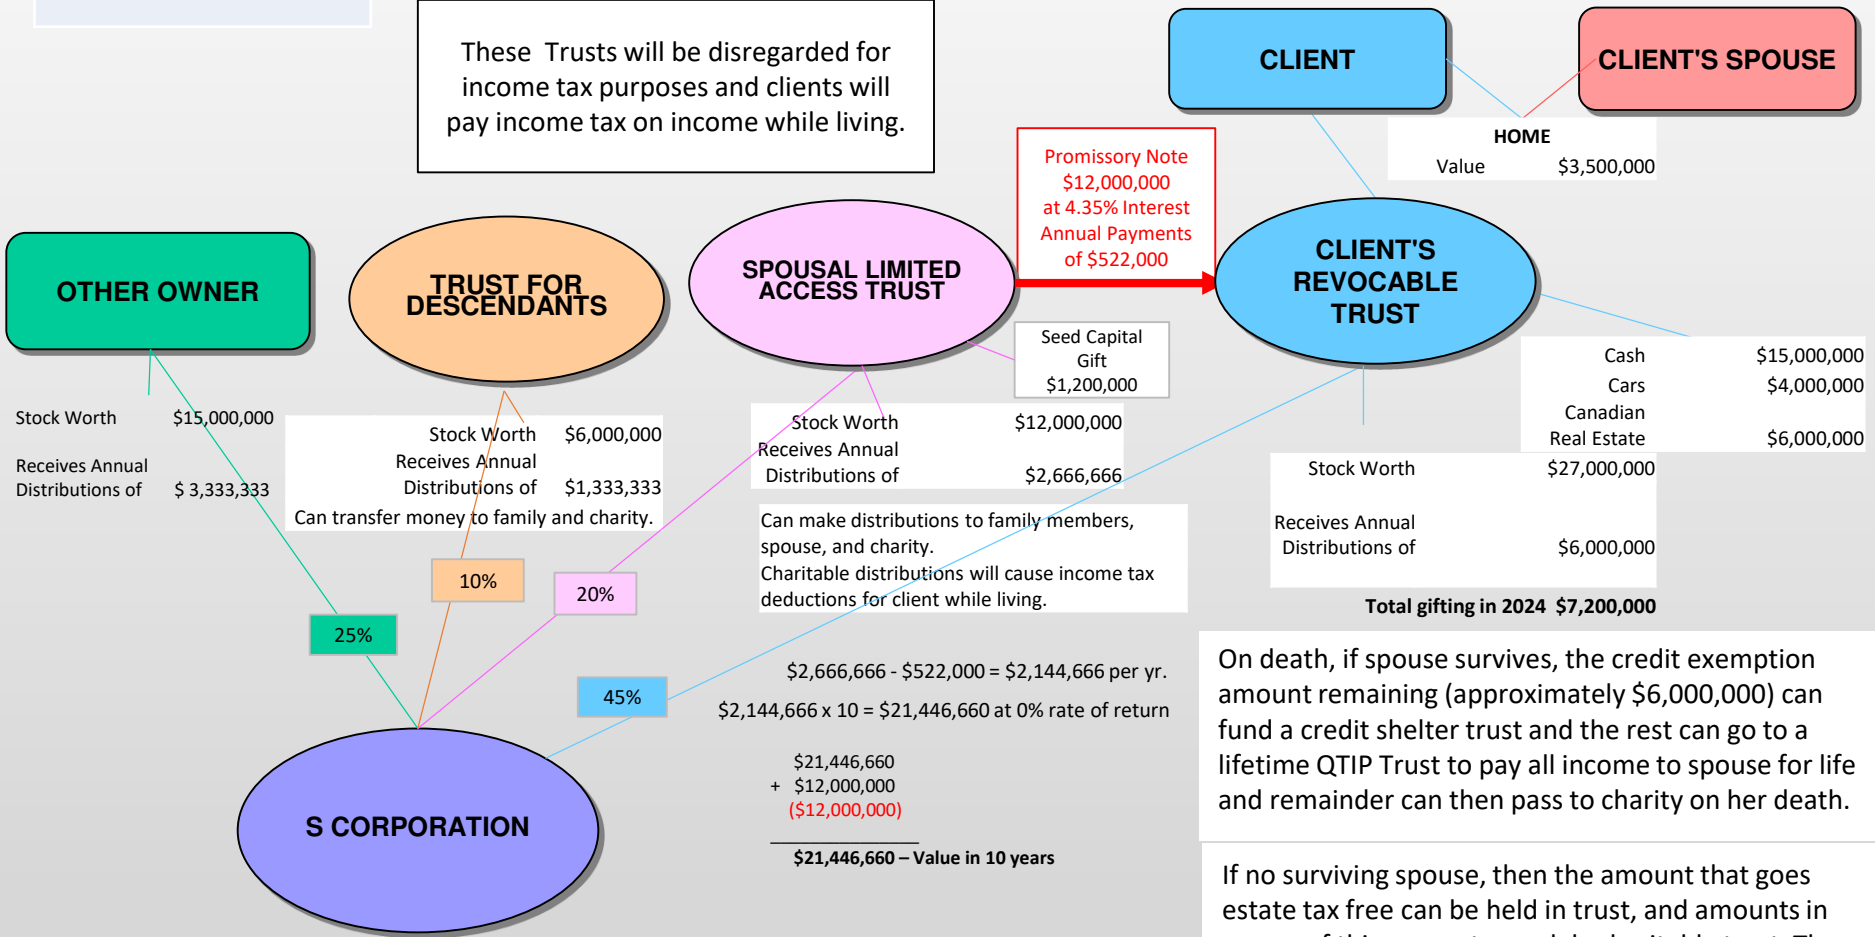 These Trusts will be disregarded for
income tax purposes and clients will
pay income tax on income while living.
CLIENT
CLIENT'S SPOUSE
HOME
Value $3,500,000
Promissory Note
$12,000,000
at 4.35% Interest
Annual Payments
of $522,000
OTHER OWNER
TRUST FOR
DESCENDANTS
SPOUSAL LIMITED
ACCESS TRUST
CLIENT'S
REVOCABLE
TRUST
Seed Capital
Gift
$1,200,000
Cash $15,000,000
Cars $4,000,000
Canadian
Real Estate $6,000,000
Stock Worth $15,000,000
Receives Annual
Distributions of $ 3,333,333
Stock Worth $6,000,000
Receives Annual
Distributions of $1,333,333
Can transfer money to family and charity.
Stock Worth $12,000,000
Receives Annual
Distributions of $2,666,666
Can make distributions to family members,
spouse, and charity.
Charitable distributions will cause income tax
deductions for client while living.
Stock Worth $27,000,000
Receives Annual
Distributions of $6,000,000
Total gifting in 2024 $7,200,000
10%
20%
25%
45%
$2,666,666 - $522,000 = $2,144,666 per yr.
$2,144,666 x 10 = $21,446,660 at 0% rate of return
$21,446,660
+ $12,000,000
($12,000,000)
$21,446,660 – Value in 10 years
S CORPORATION
On death, if spouse survives, the credit exemption
amount remaining (approximately $6,000,000) can
fund a credit shelter trust and the rest can go to a
lifetime QTIP Trust to pay all income to spouse for life
and remainder can then pass to charity on her death.
If no surviving spouse, then the amount that goes
estate tax free can be held in trust, and amounts in